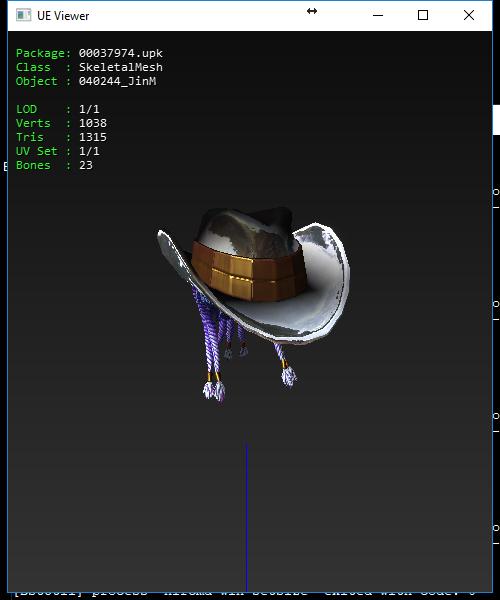 UE Viewer
Package: 00037974.upk
Class : SkeletalMesh
Object : 040244_JinM
LOD : 1/1
Verts : 1038
Tris : 1315
UV Set : 1/1
Bones : 23